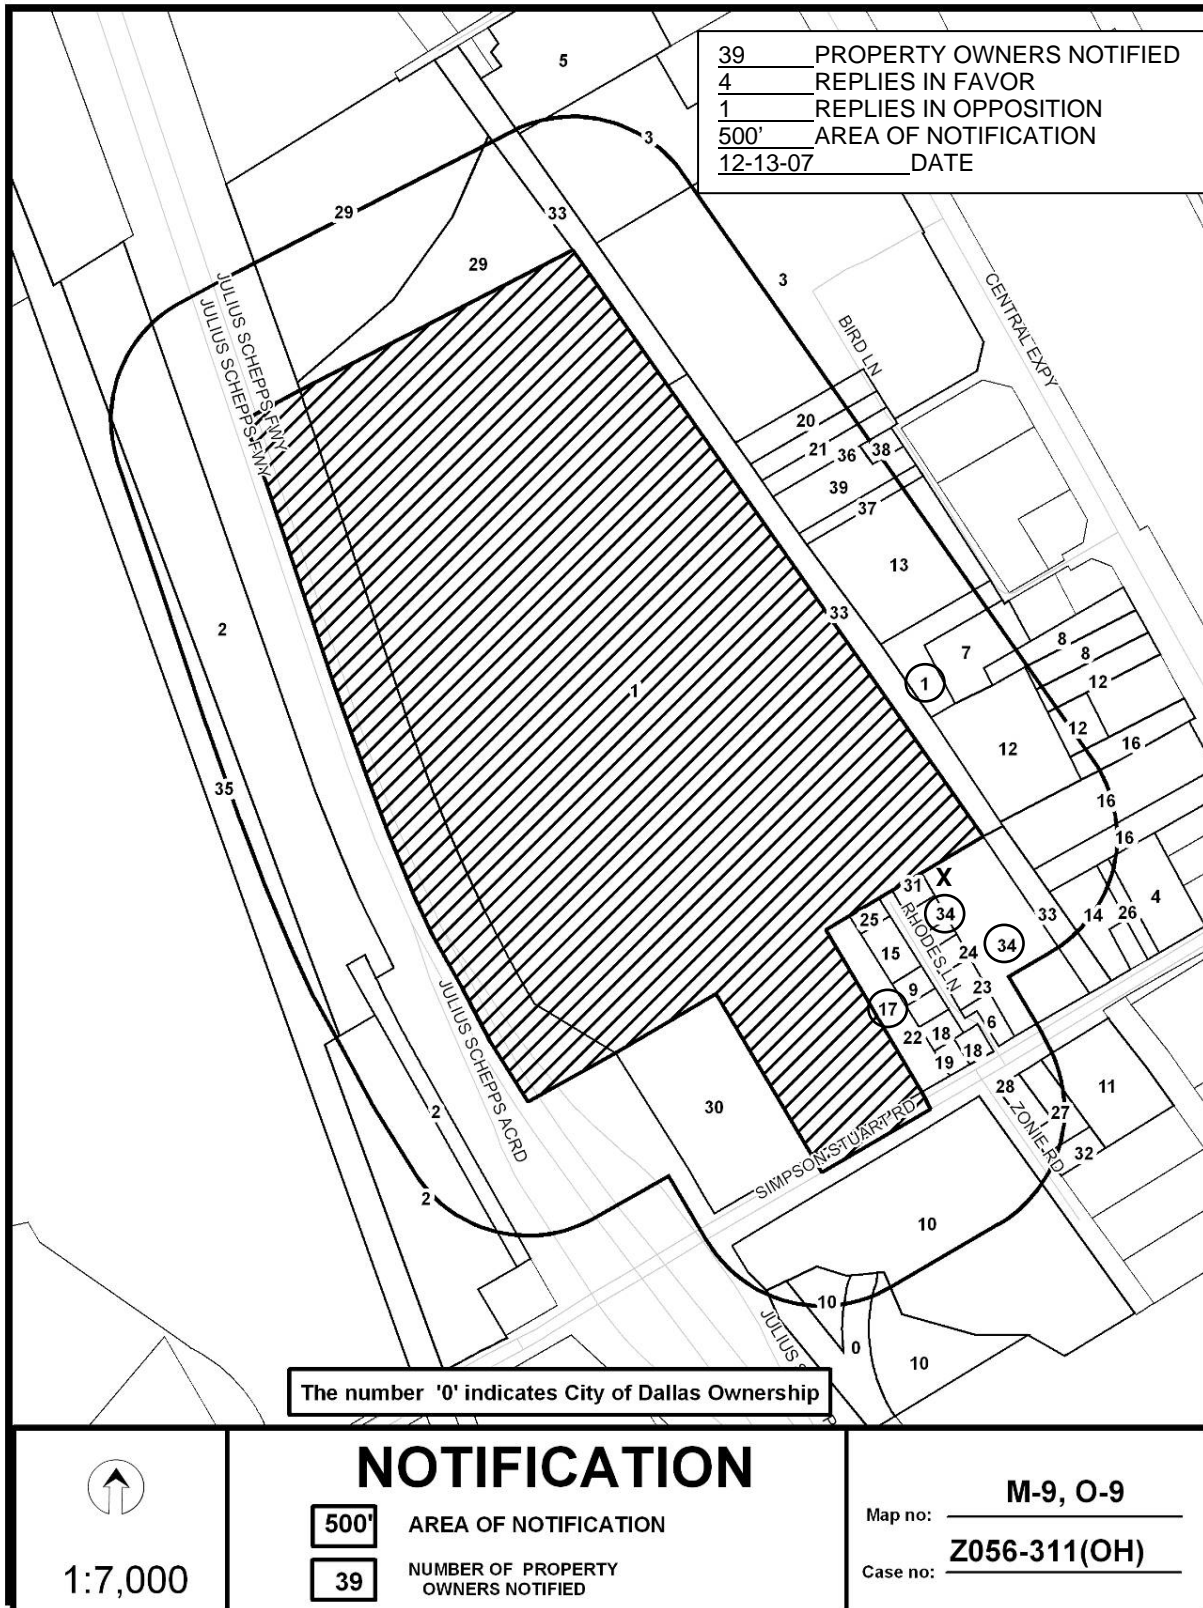 39 PROPERTY OWNERS NOTIFIED
4 REPLIES IN FAVOR
1 REPLIES IN OPPOSITION
500' AREA OF NOTIFICATION
12-13-07 DATE
5
3
29
33
29
3
JULIUS SCHEPPS FWY
JULIUS SCHEPPS FWY
CENTRAL EXPY
BIRD LN
20
21
36
38
39
37
13
33
2
1
7
8
8
1
12
12
12
16
35
16
16
31
X
4
34
33
14
26
25
RHODES LN
34
15
24
9
23
17
22
18
6
19
18
JULIUS SCHEPPS ACRD
30
28
11
2
SIMPSON STUART RD
ZONIE RD
27
32
2
10
10
JULIUS S
0
10
P
The number '0' indicates City of Dallas Ownership
1:7,000
NOTIFICATION
500' AREA OF NOTIFICATION
39 NUMBER OF PROPERTY
OWNERS NOTIFIED
Map no: M-9, O-9
Case no: Z056-311(OH)